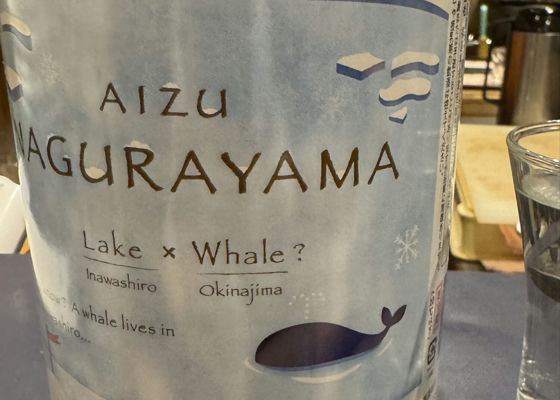 AIZU
NAGURAYAMA
Lake × Whale ?
Inawashiro Okinajima
A whale lives in